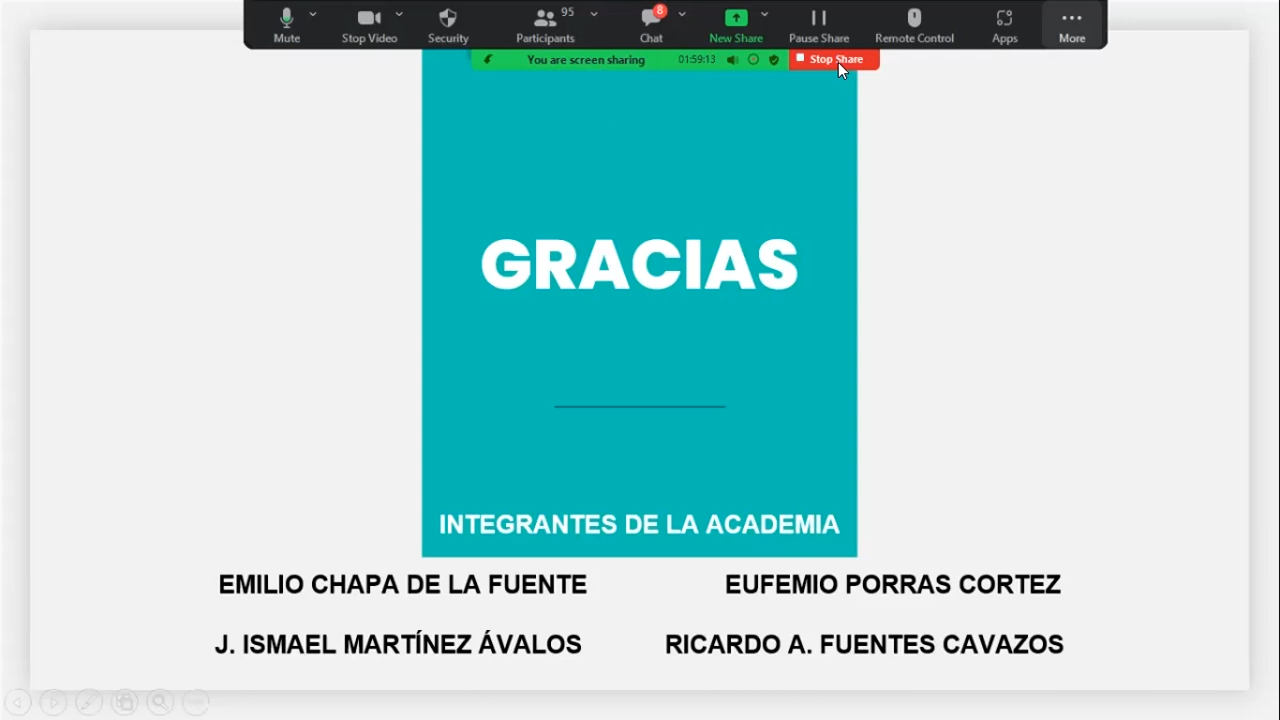 95
8
Mute
Stop Video
Security
Participants
Chat
New Share
Pause Share
Remote Control
Apps
More
You are screen sharing
01:59:13
Stop Share
GRACIAS
INTEGRANTES DE LA ACADEMIA
EMILIO CHAPA DE LA FUENTE
EUFEMIO PORRAS CORTEZ
J. ISMAEL MARTÍNEZ ÁVALOS
RICARDO A. FUENTES CAVAZOS